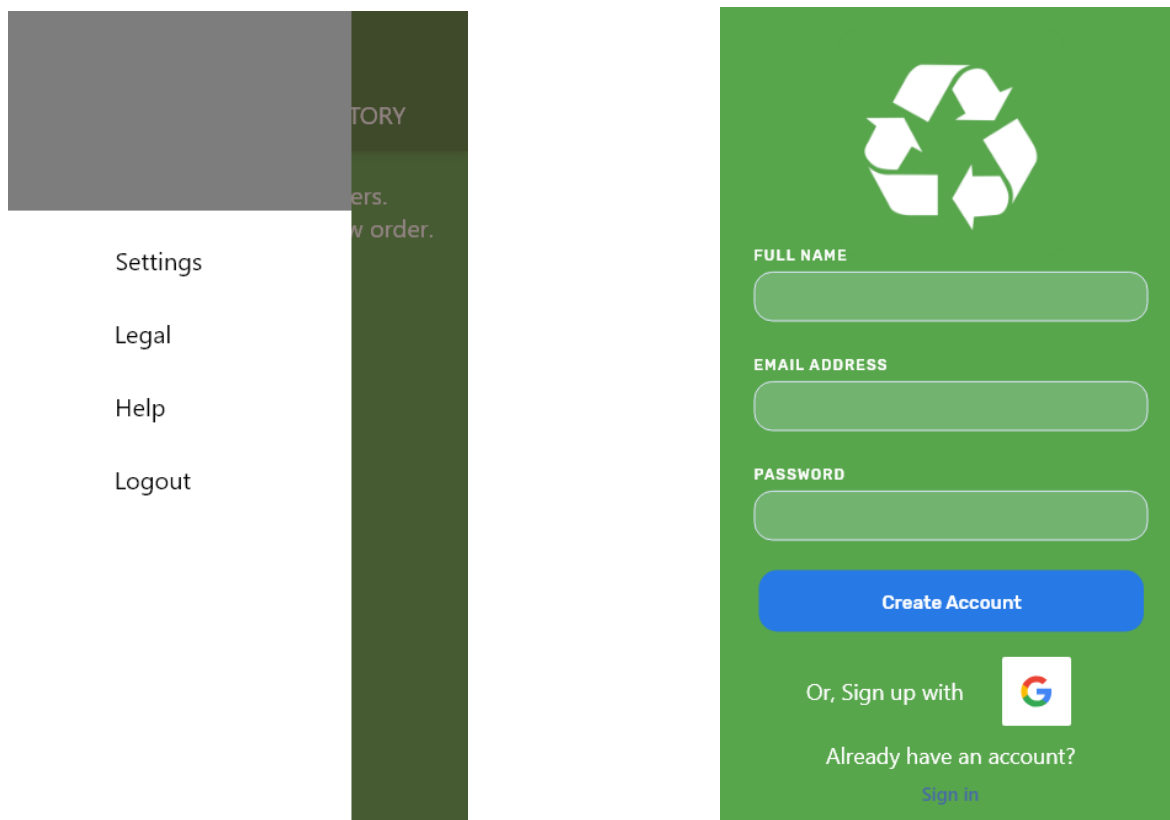 TORY
ers.
w order.
Settings
Legal
Help
Logout
FULL NAME
EMAIL ADDRESS
PASSWORD
Create Account
Or, Sign up with
G
Already have an account?
Sign in